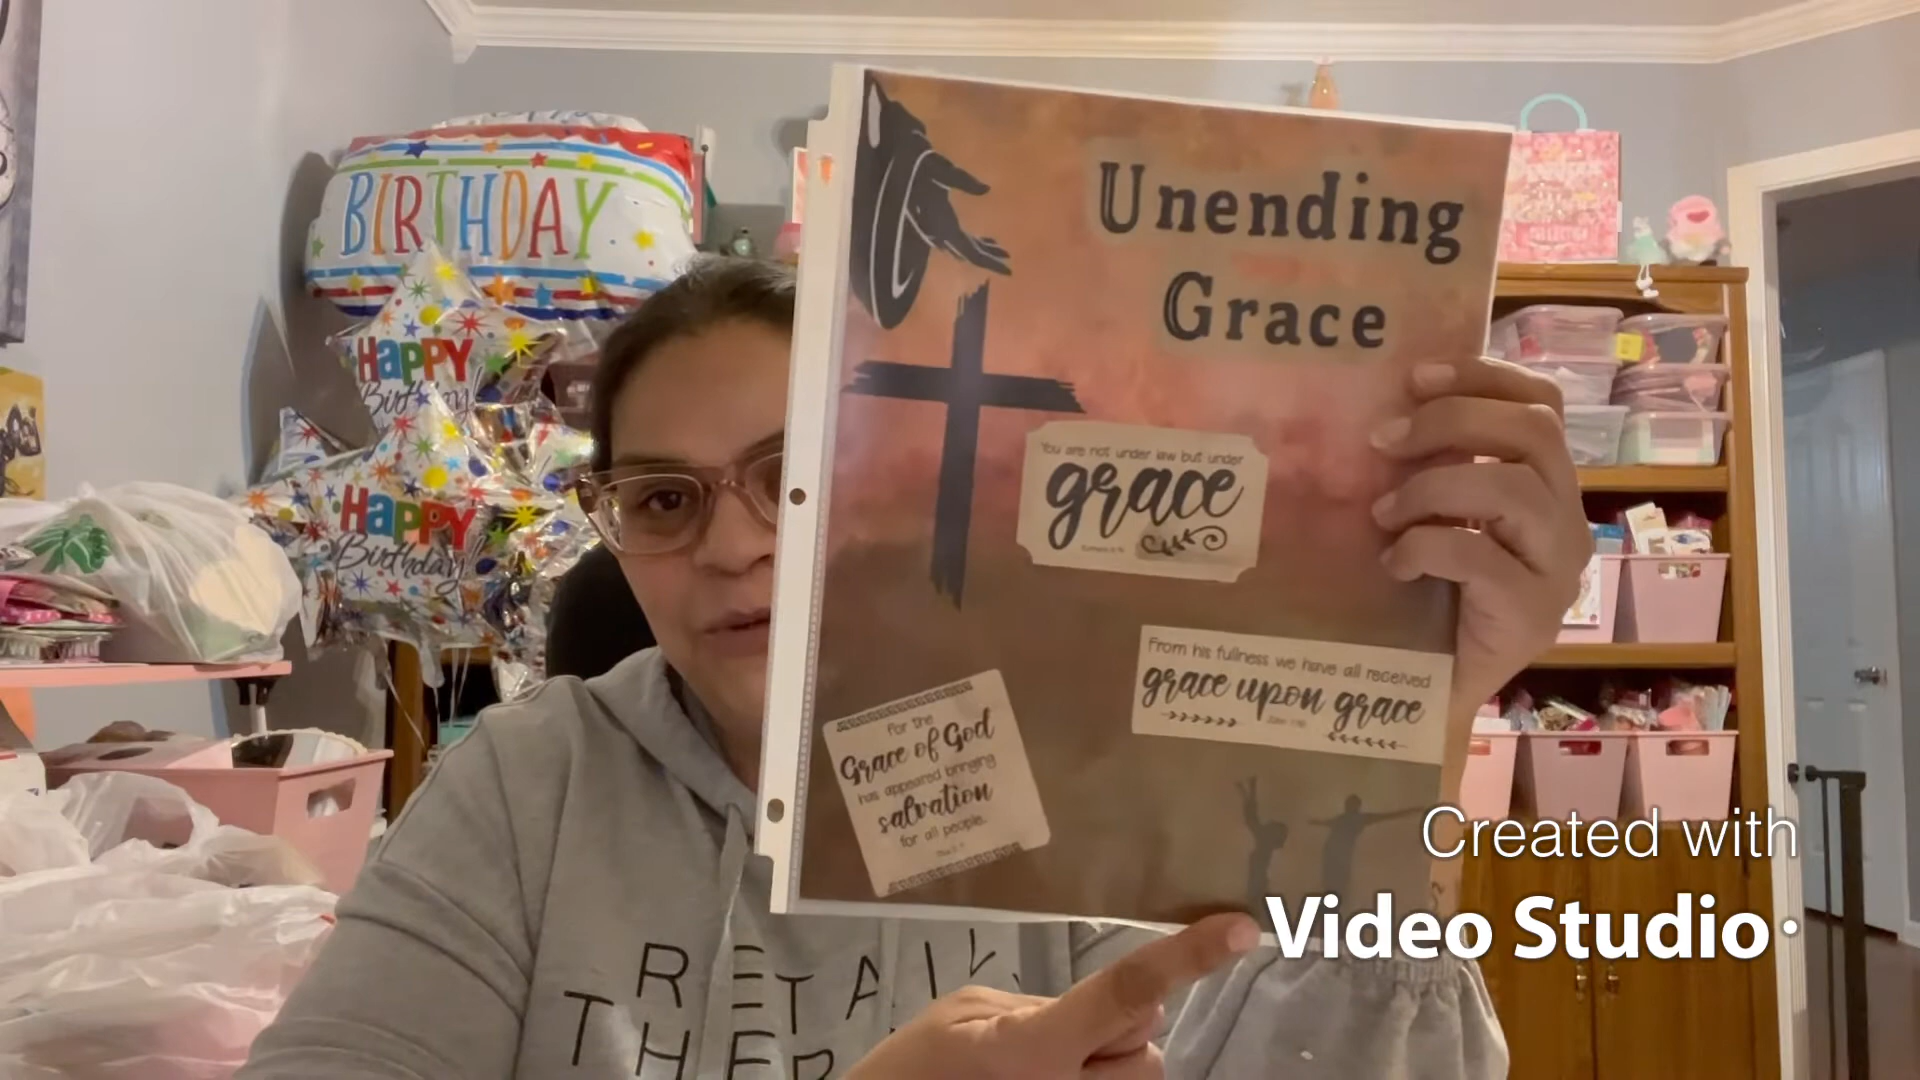 BIRTHDAY
HAPPY
Birthday!
HAPPY
Birthday!
Unending
Grace
You are not under law but under
grace
From his fullness we have all received
grace upon grace
For the
Grace of God
has appeared bringing
salvation
for all people.
RETAIL
Created with
Video Studio